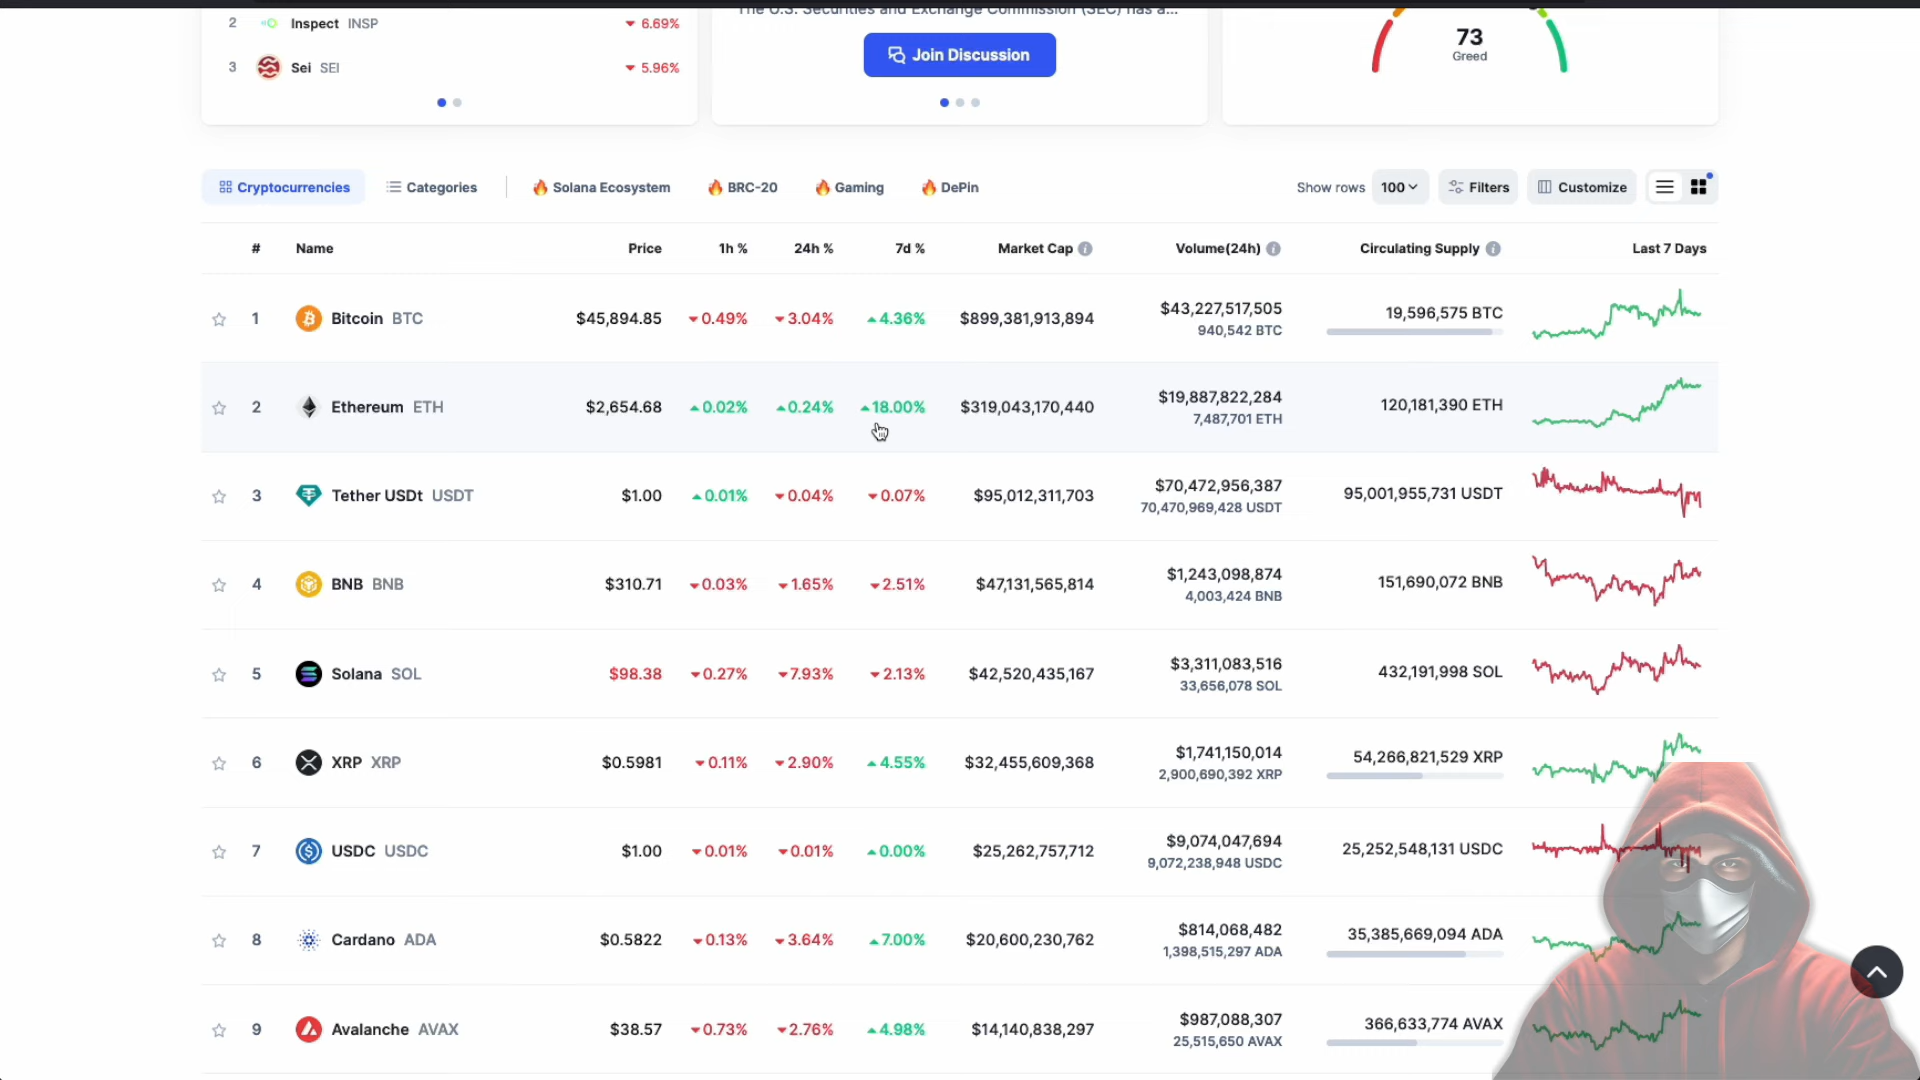 2 Inspect INSP 6.69%
The U.S. Securities and Exchange Commission (SEC) has a...
Join Discussion
73
Greed
3 Sei SEI 5.96%
Cryptocurrencies Categories Solana Ecosystem BRC-20 Gaming DePin Show rows 100 Filters Customize
# Name Price 1h % 24h % 7d % Market Cap Volume(24h) Circulating Supply Last 7 Days
1 Bitcoin BTC $45,894.85 0.49% 3.04% 4.36% $899,381,913,894 $43,227,517,505 19,596,575 BTC
940,542 BTC
2 Ethereum ETH $2,654.68 0.02% 0.24% 18.00% $319,043,170,440 $19,887,822,284 120,181,390 ETH
7,487,701 ETH
3 Tether USDt USDT $1.00 0.01% 0.04% 0.07% $95,012,311,703 $70,472,956,387 95,001,955,731 USDT
70,470,969,428 USDT
4 BNB BNB $310.71 0.03% 1.65% 2.51% $47,131,565,814 $1,243,098,874 151,690,072 BNB
4,003,424 BNB
5 Solana SOL $98.38 0.27% 7.93% 2.13% $42,520,435,167 $3,311,083,516 432,191,998 SOL
33,656,078 SOL
6 XRP XRP $0.5981 0.11% 2.90% 4.55% $32,455,609,368 $1,741,150,014 54,266,821,529 XRP
2,900,690,392 XRP
7 USDC USDC $1.00 0.01% 0.01% 0.00% $25,262,757,712 $9,074,047,694 25,252,548,131 USDC
9,072,238,948 USDC
8 Cardano ADA $0.5822 0.13% 3.64% 7.00% $20,600,230,762 $814,068,482 35,385,669,094 ADA
1,398,515,297 ADA
9 Avalanche AVAX $38.57 0.73% 2.76% 4.98% $14,140,838,297 $987,088,307 366,633,774 AVAX
25,515,650 AVAX